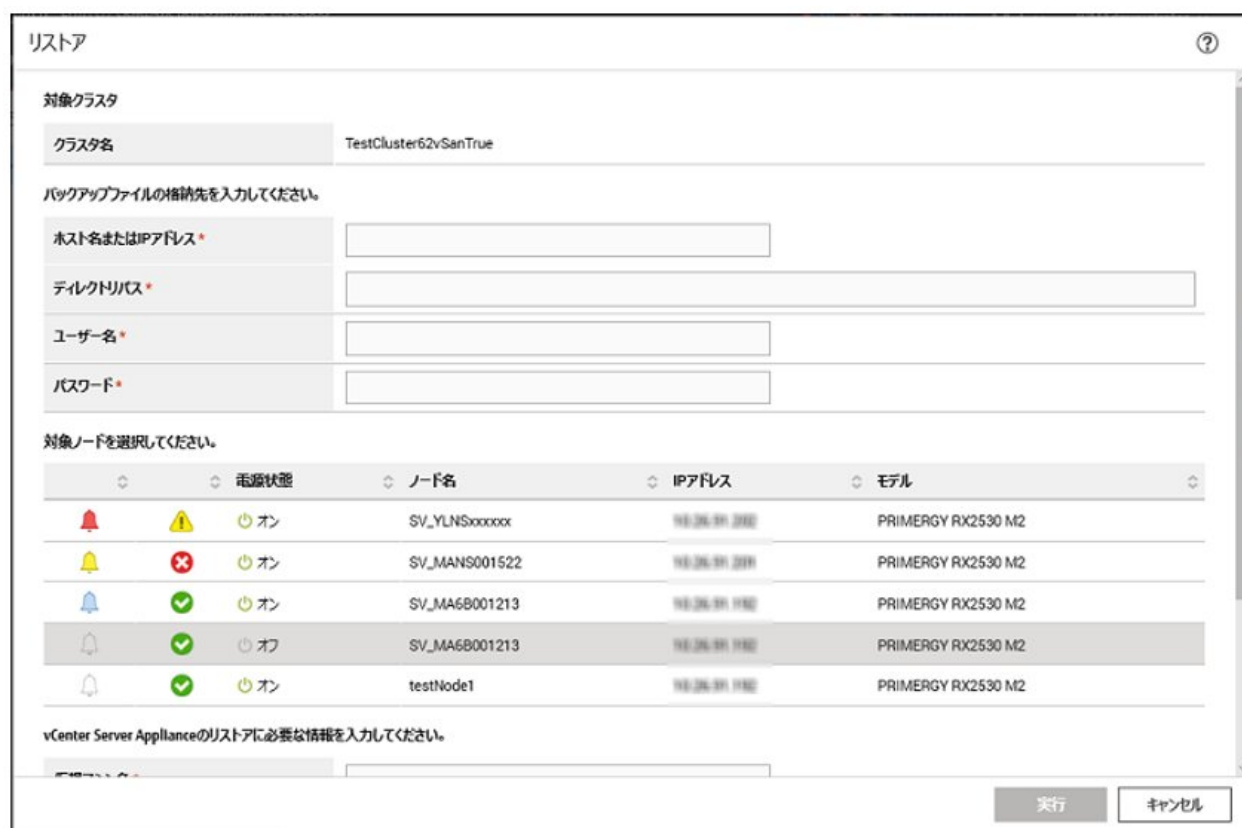 リストア
対象クラスタ
クラスタ名 TestCluster62vSanTrue
バックアップファイルの格納先を入力してください。
ホスト名またはIPアドレス *
ディレクトリパス *
ユーザー名 *
パスワード *
対象ノードを選択してください。
電源状態 ノード名 IPアドレス モデル
オン SV_YLNSxxxxxx PRIMERGY RX2530 M2
オン SV_MANS001522 PRIMERGY RX2530 M2
オン SV_MA6B001213 PRIMERGY RX2530 M2
オフ SV_MA6B001213 PRIMERGY RX2530 M2
オン testNode1 PRIMERGY RX2530 M2
vCenter Server Applianceのリストアに必要な情報を入力してください。
実行 キャンセル